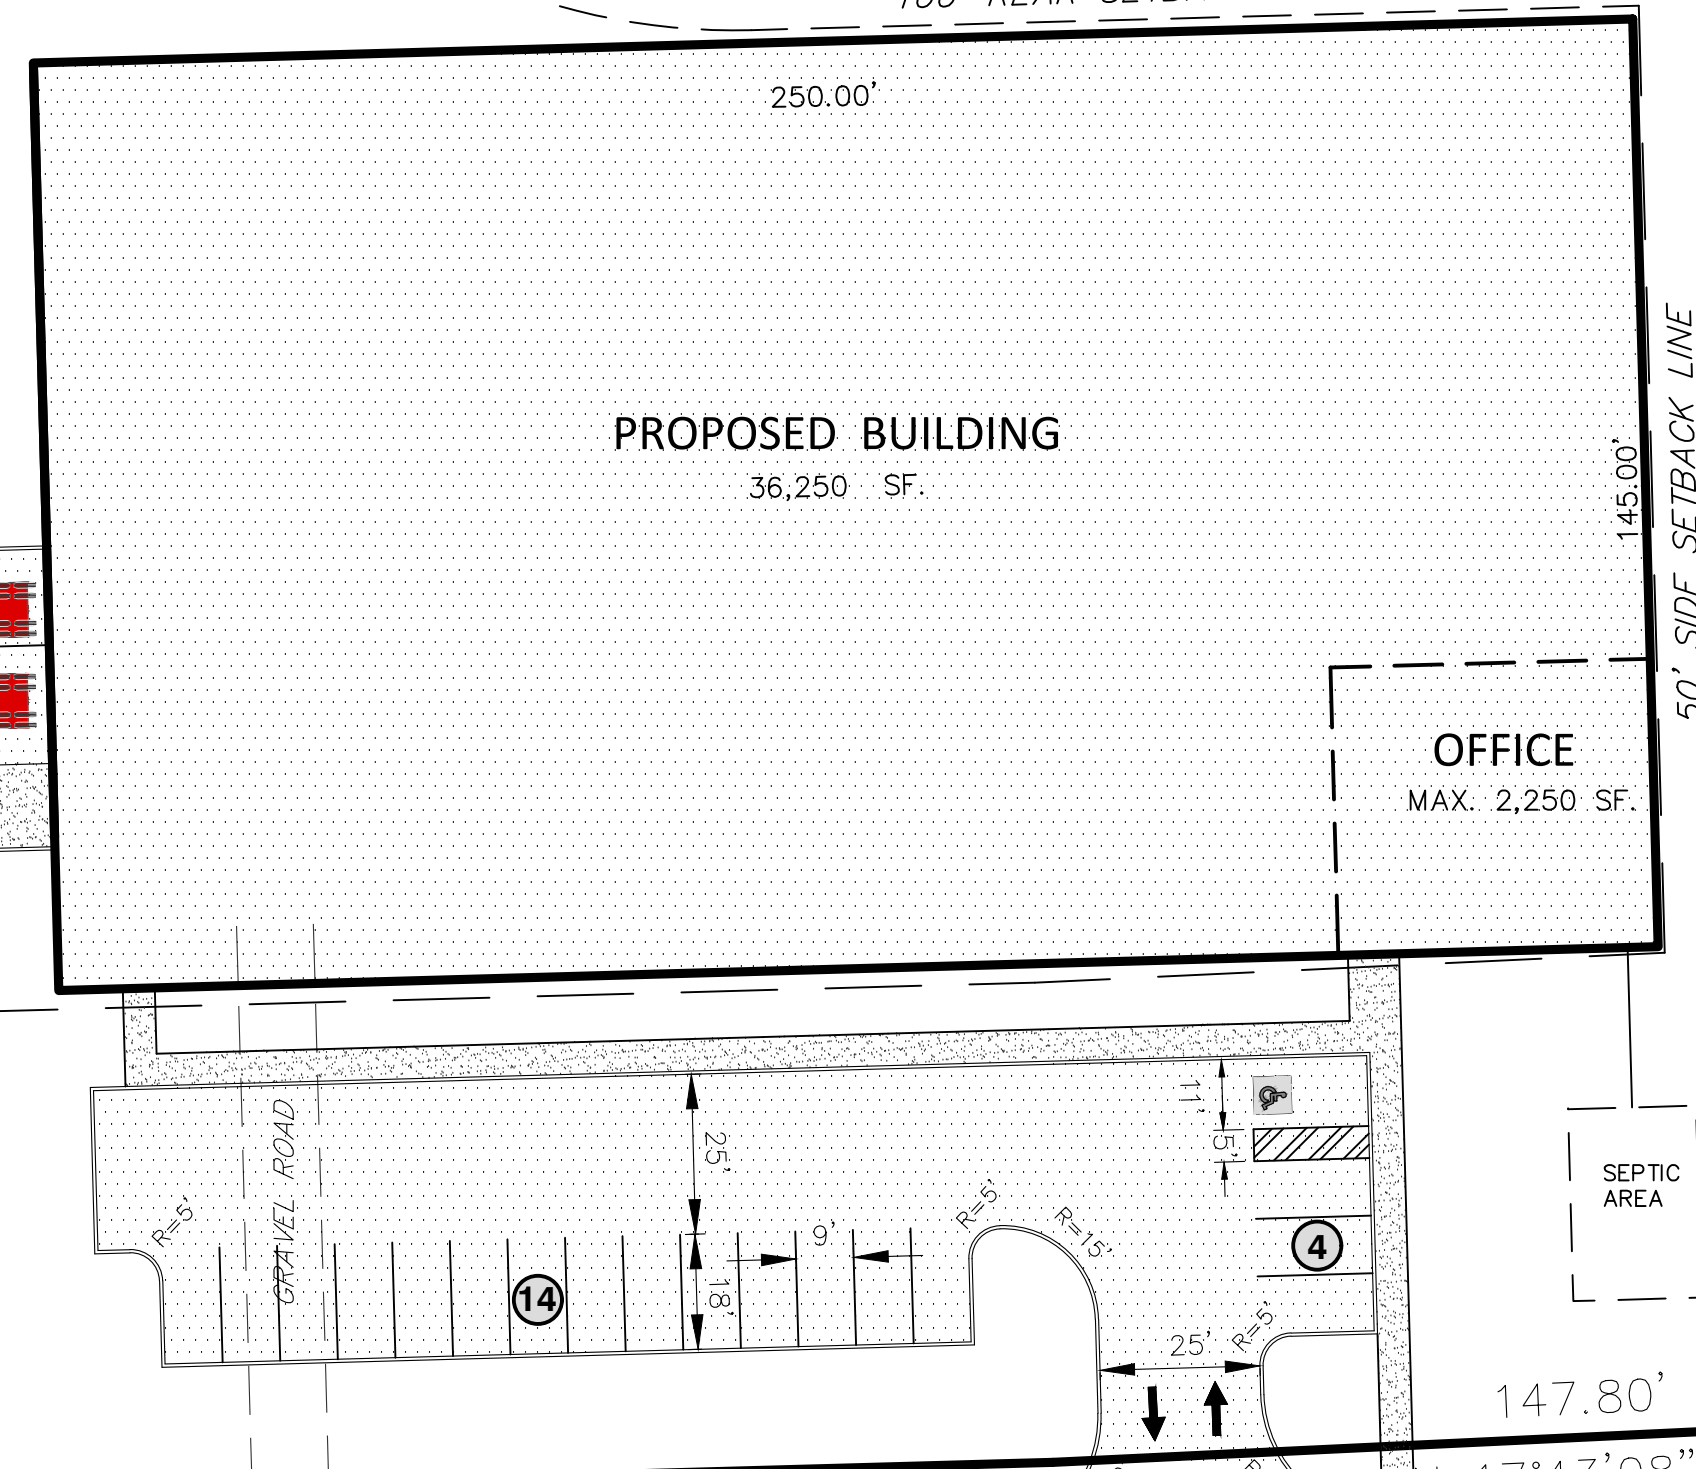 250.00'
PROPOSED BUILDING
36,250 SF.
145.00'
50' SIDE SETBACK LINE
OFFICE
MAX. 2,250 SF.
GRAVEL ROAD
R=5'
25'
9'
18'
14
R=5'
R=15'
11'
5'
4
R=5'
25'
SEPTIC
AREA
147.80'